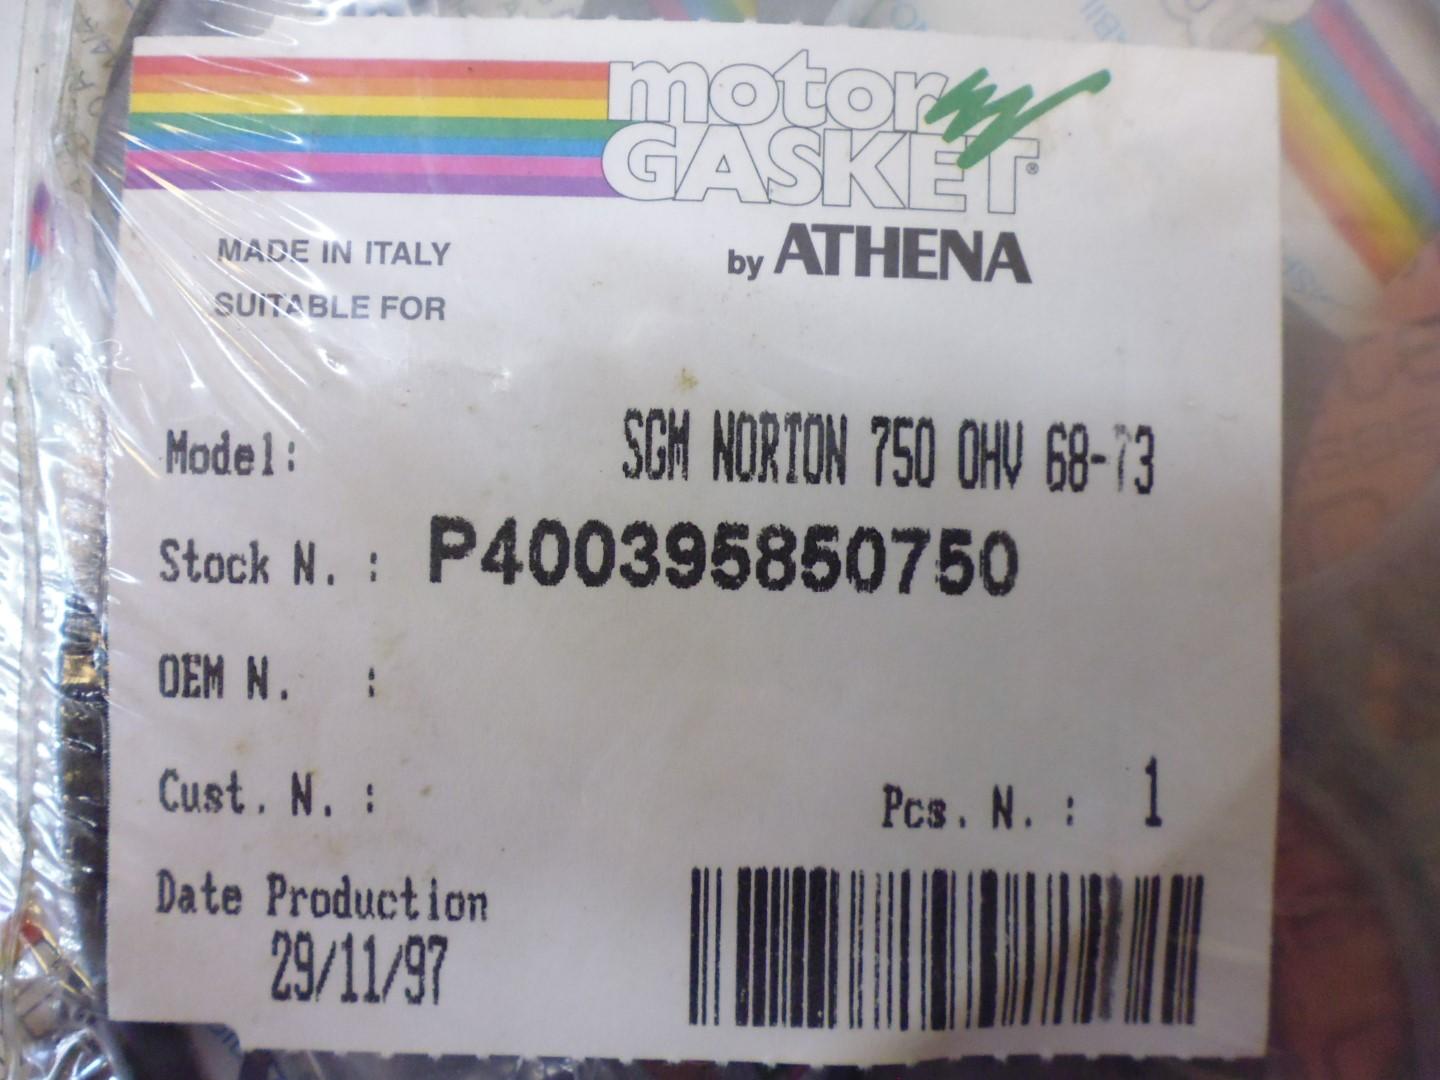 motor
GASKET®
by ATHENA
MADE IN ITALY
SUITABLE FOR
Model: SGM NORTON 750 OHV 68-73
Stock N. : P400395850750
OEM N. :
Cust. N. :
Pcs. N. : 1
Date Production
29/11/97